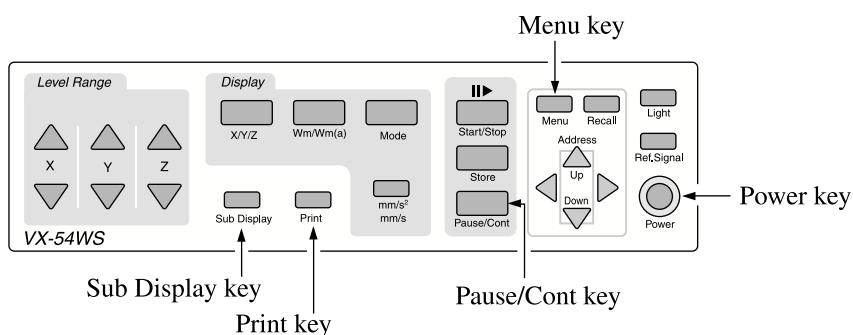 Menu key
Level Range
Display
X/Y/Z
Wm/Wm(a)
Mode
Start/Stop
Menu
Recall
Light
X
Y
Z
Store
Address
Up
Down
Ref.Signal
Sub Display
Print
mm/s²
mm/s
Pause/Cont
Power
Power key
VX-54WS
Sub Display key
Print key
Pause/Cont key